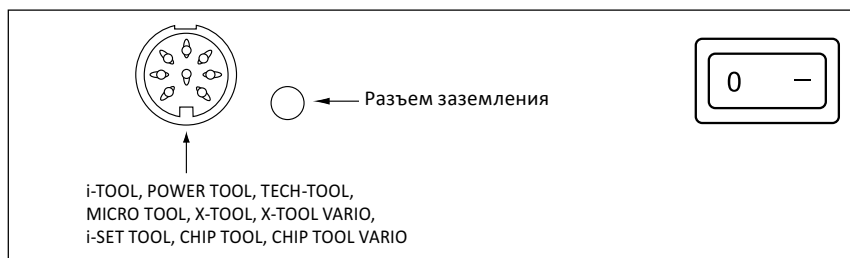 0 —
Разъем заземления
i-TOOL, POWER TOOL, TECH-TOOL,
MICRO TOOL, X-TOOL, X-TOOL VARIO,
i-SET TOOL, CHIP TOOL, CHIP TOOL VARIO